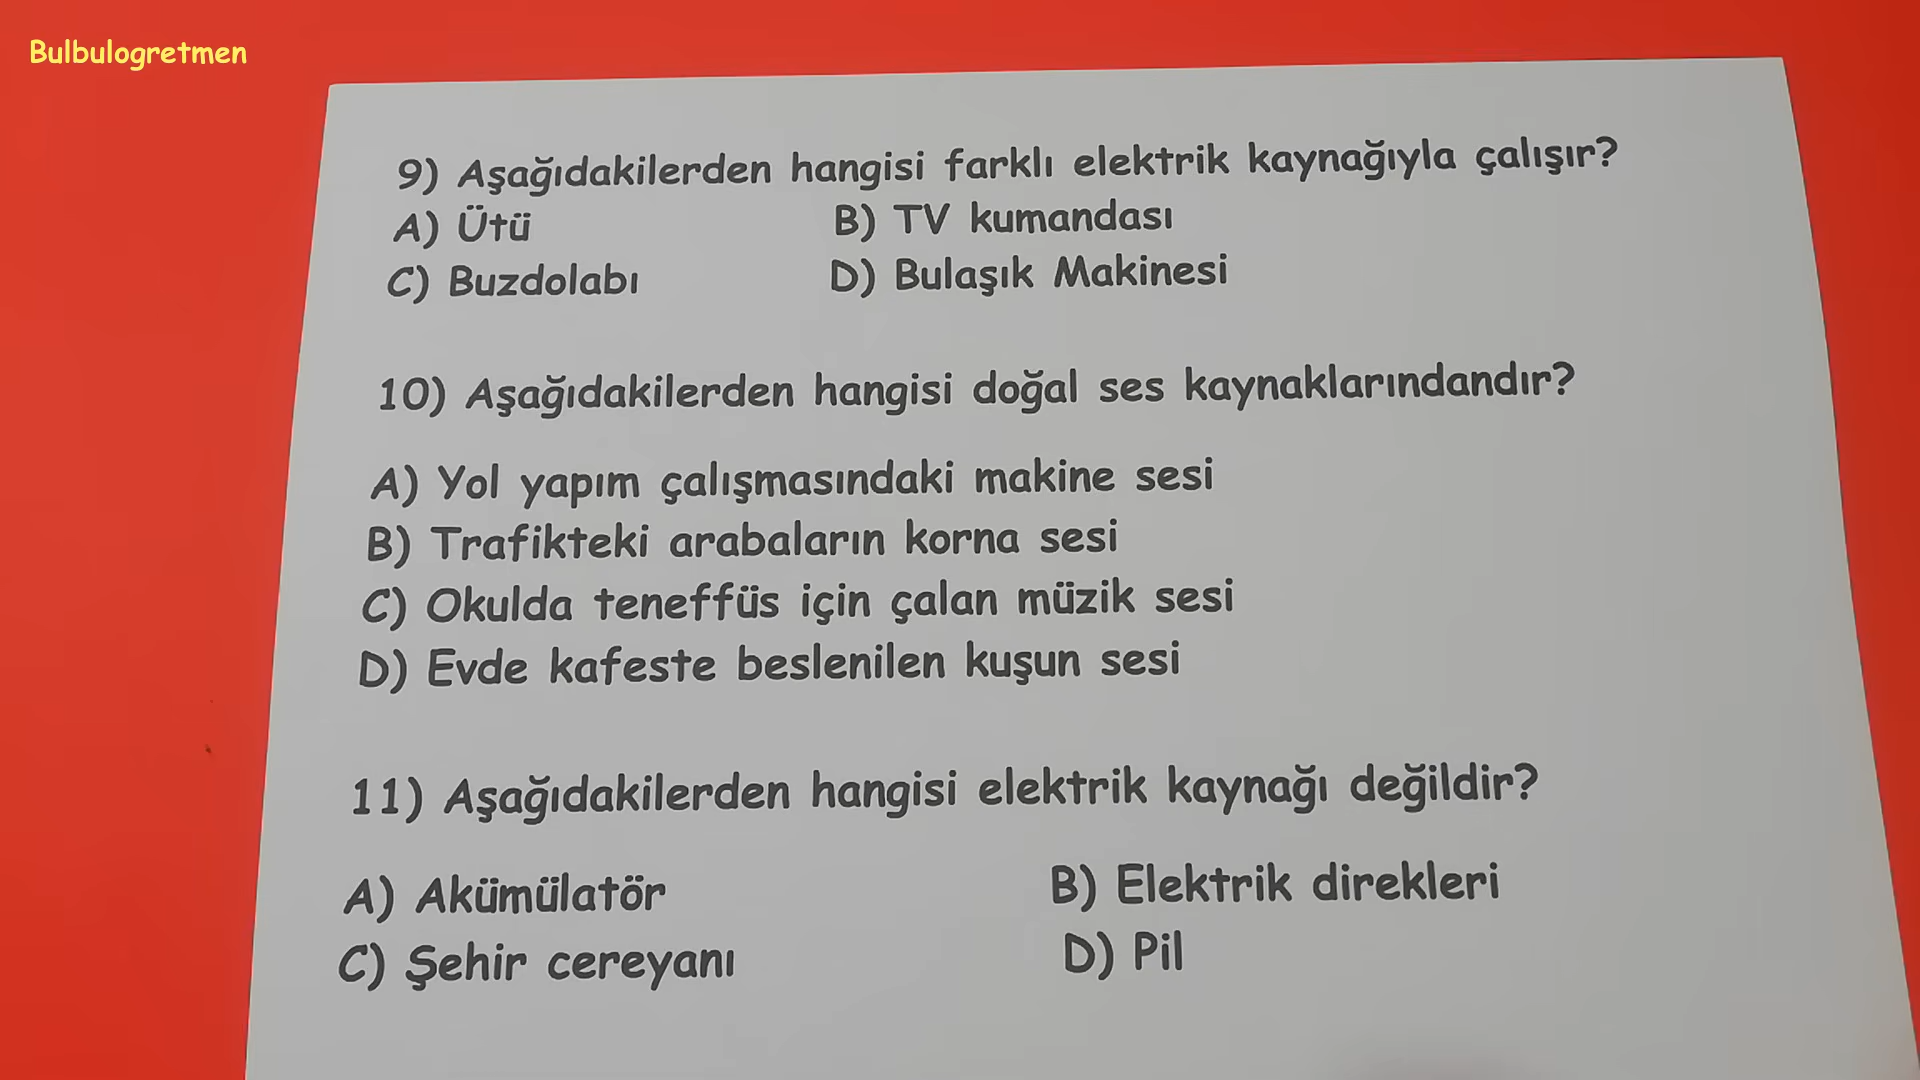 Bulbulogretmen
9) Aşağıdakilerden hangisi farklı elektrik kaynağıyla çalışır?
A) Ütü B) TV kumandası
C) Buzdolabı D) Bulaşık Makinesi
10) Aşağıdakilerden hangisi doğal ses kaynaklarındandır?
A) Yol yapım çalışmasındaki makine sesi
B) Trafikteki arabaların korna sesi
C) Okulda teneffüs için çalan müzik sesi
D) Evde kafeste beslenilen kuşun sesi
11) Aşağıdakilerden hangisi elektrik kaynağı değildir?
A) Akümülatör B) Elektrik direkleri
C) Şehir cereyanı D) Pil